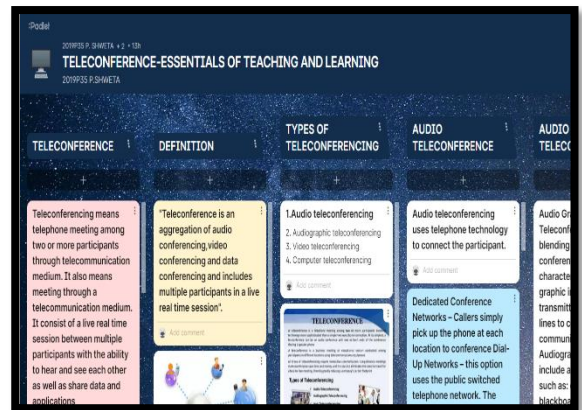 :Padlet
2019P35 P. SHWETA + 2 • 13h
TELECONFERENCE-ESSENTIALS OF TEACHING AND LEARNING
2019P35 P.SHWETA
TELECONFERENCE
Teleconferencing means
telephone meeting among
two or more participants
through telecommunication
medium. It also means
meeting through a
telecommunication medium.
It consist of a live real time
session between multiple
participants with the ability
to hear and see each other
as well as share data and
applications
DEFINITION
"Teleconference is an
aggregation of audio
conferencing,video
conferencing and data
conferencing and includes
multiple participants in a live
real time session".
Add comment
TYPES OF
TELECONFERENCING
1.Audio teleconferencing
2. Audiographic teleconferencing
3. Video teleconferencing
4. Computer teleconferencing
Add comment
TELECONFERENCE
Types of Teleconferencing
AUDIO
TELECONFERENCE
Audio teleconferencing
uses telephone technology
to connect the participant.
Add comment
Dedicated Conference
Networks – Callers simply
pick up the phone at each
location to conference Dial-
Up Networks – this option
uses the public switched
telephone network. The
AUDIO
TELECO
Audio Gra
Teleconf
blending
conferen
characte
graphic i
transmitt
lines to c
commun
Audiogra
include a
such as:
blackboa